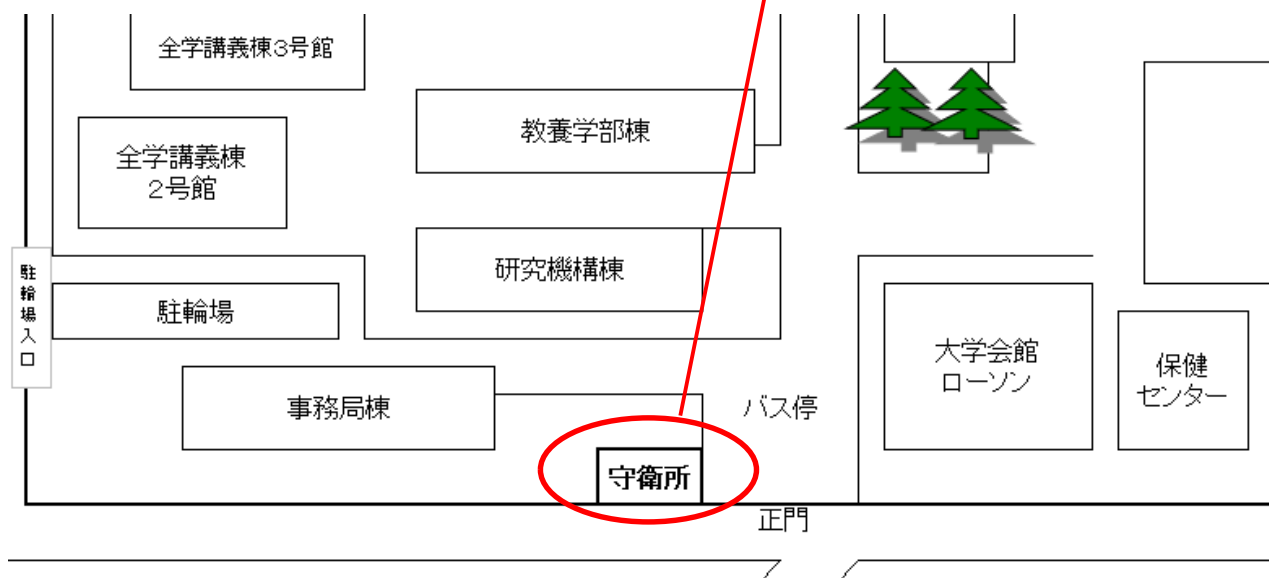 全学講義棟3号館
教養学部棟
全学講義棟
2号館
研究機構棟
駐輪場入口
駐輪場
大学会館
ローソン
保健
センター
事務局棟
バス停
守衛所
正門